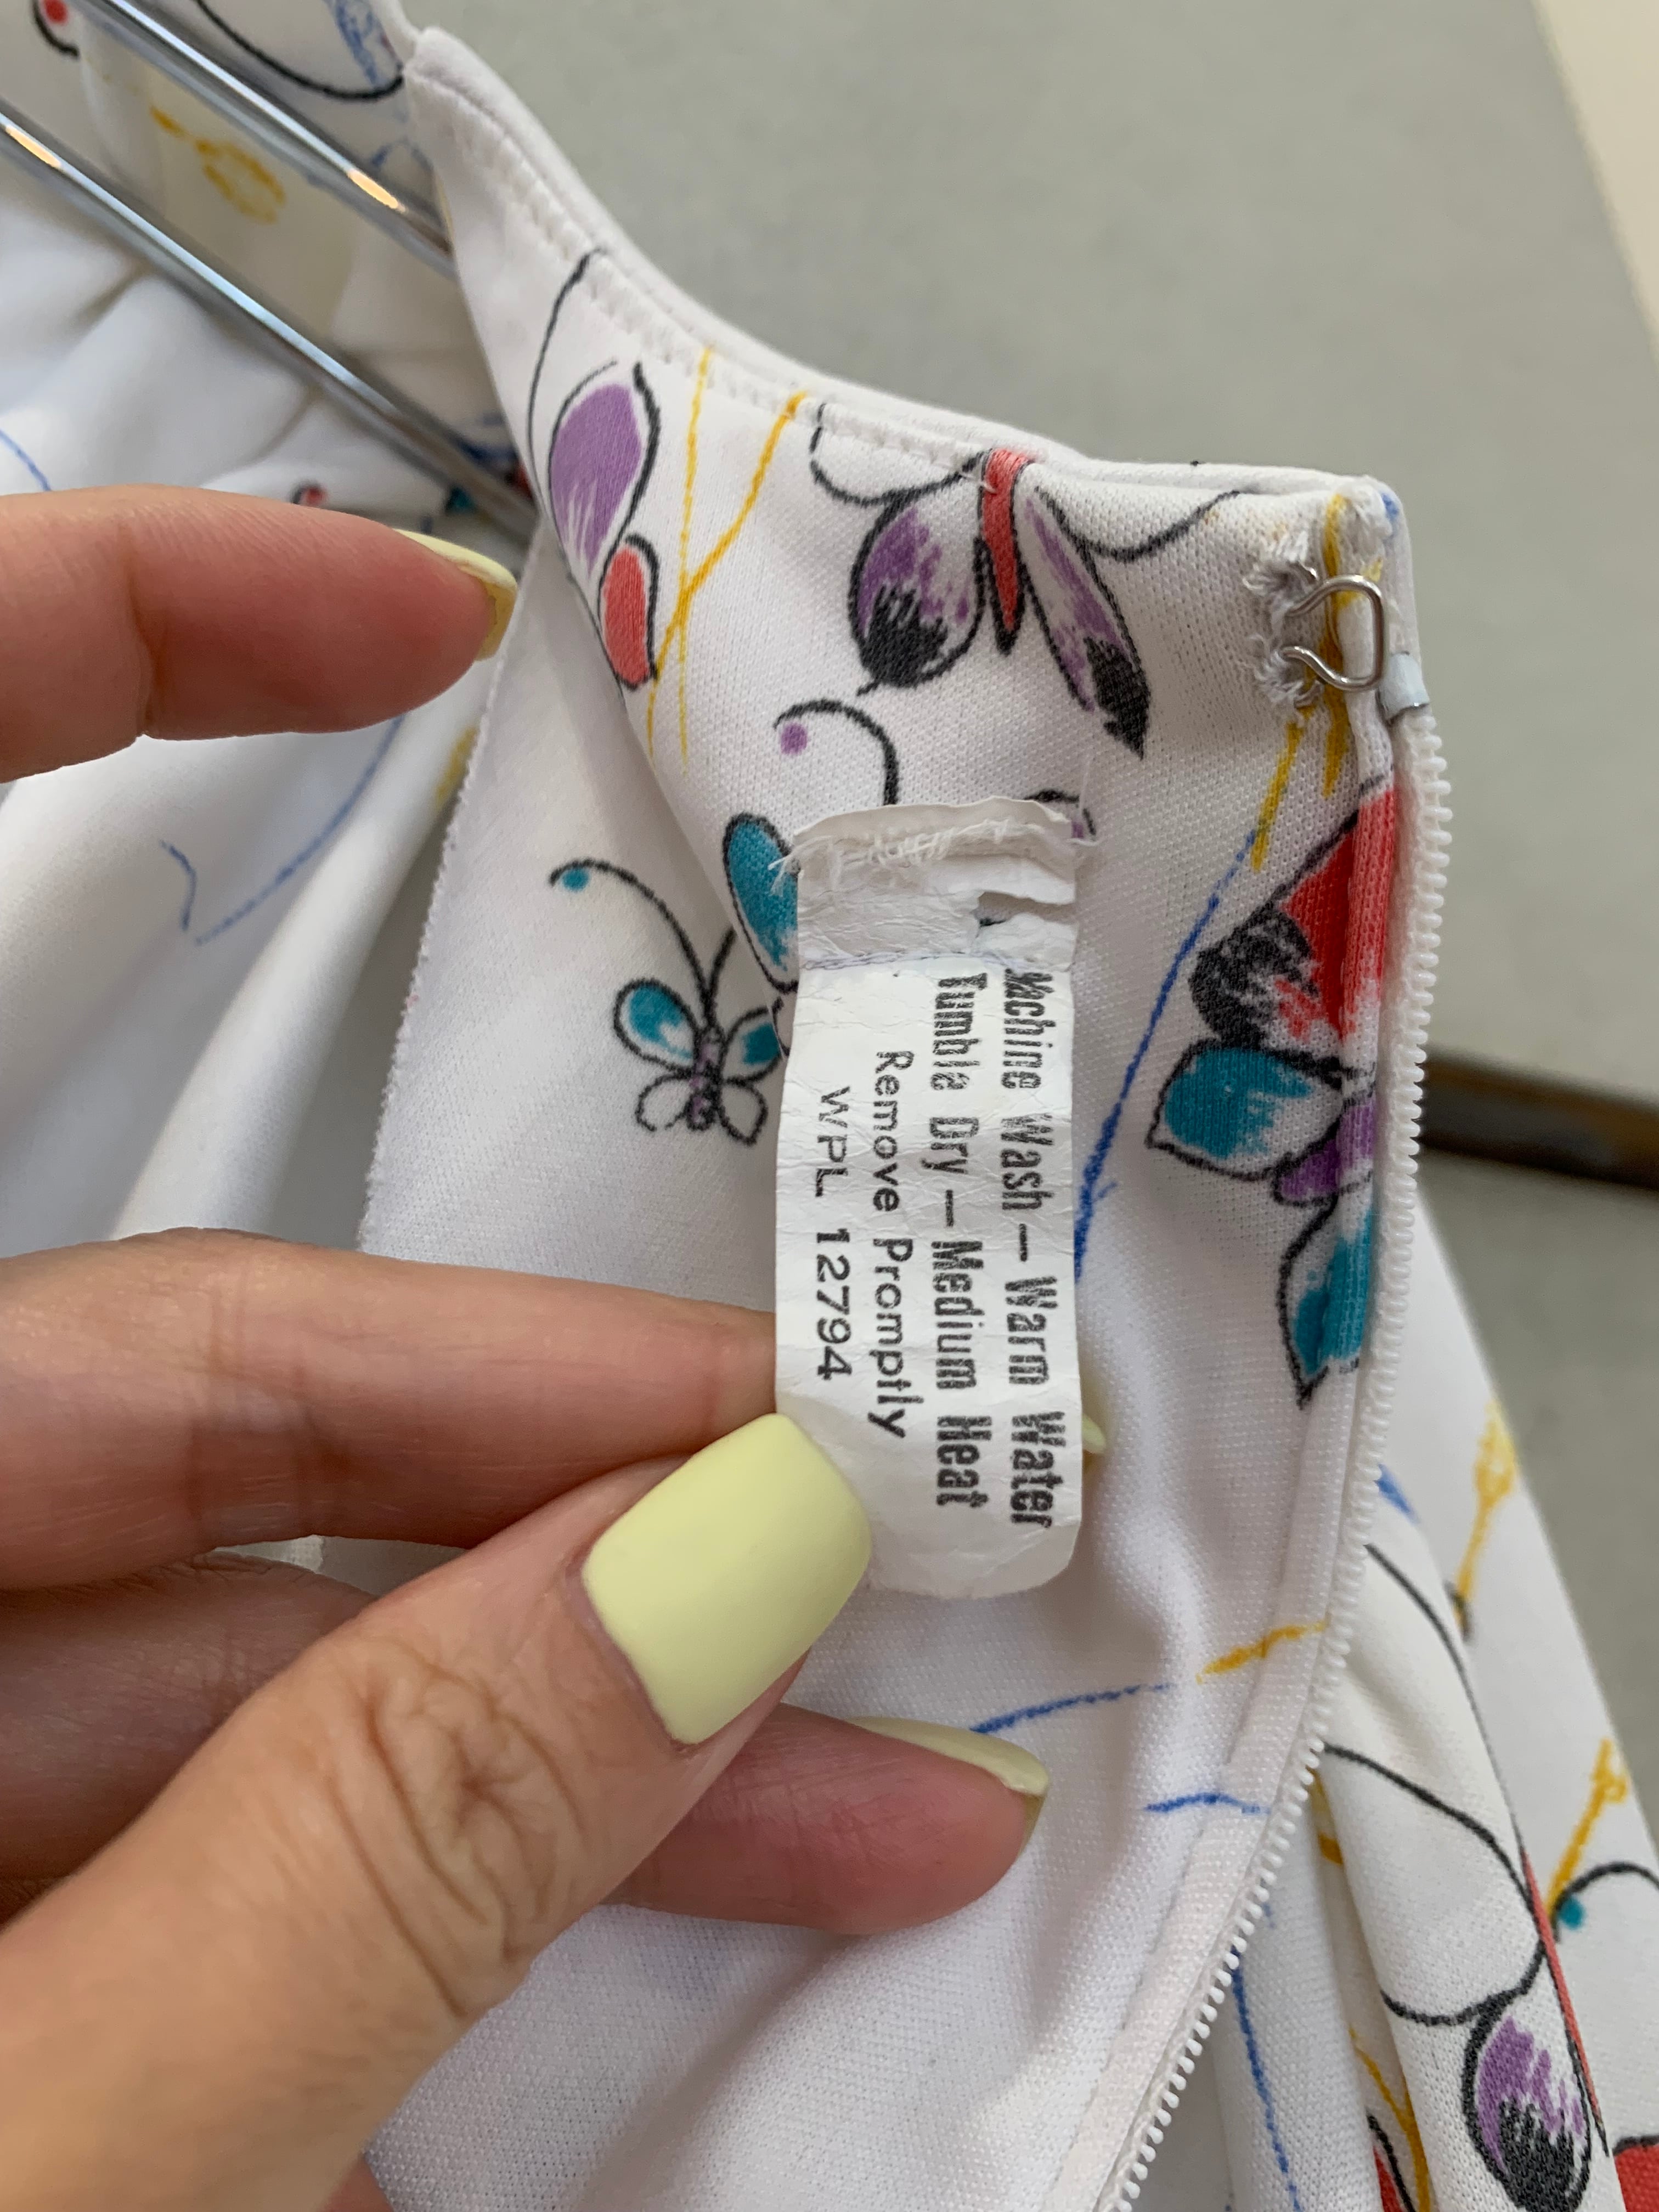 Machine Wash — Warm Water
Tumble Dry — Medium Heat
Remove Promptly
WPL 12794